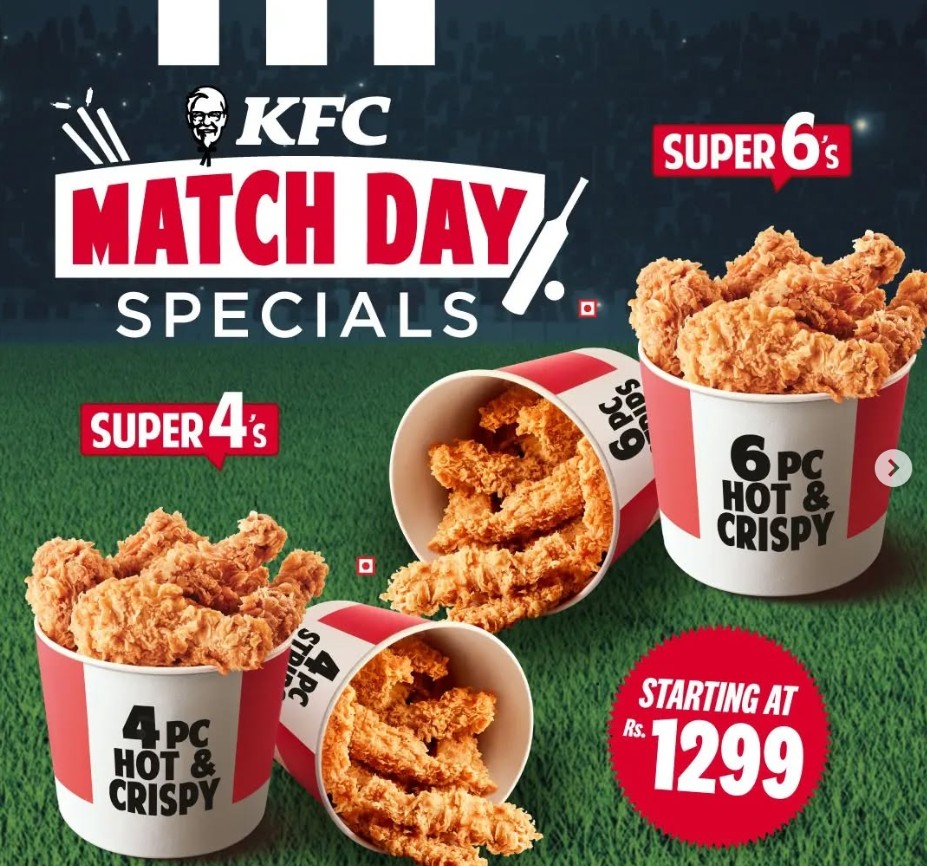 KFC
MATCH DAY
SPECIALS
SUPER 6's
SUPER 4's
6 PC
6 PC
HOT &
CRISPY
4 PC
STRIPS
4 PC
HOT &
CRISPY
STARTING AT
Rs. 1299